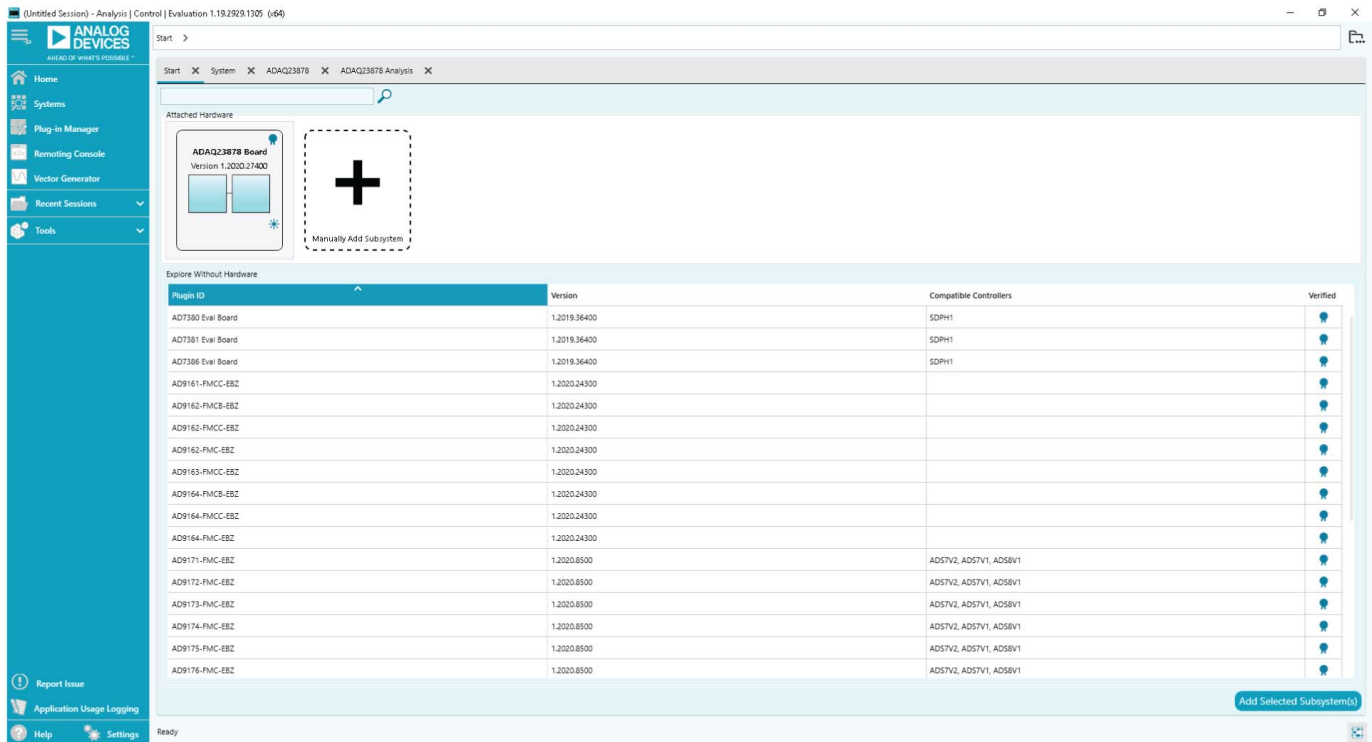 (Untitled Session) - Analysis | Control | Evaluation 1.19.2929.1305 (x64)
ANALOG
DEVICES
AHEAD OF WHAT'S POSSIBLE™
Home
Systems
Plug-in Manager
Remoting Console
Vector Generator
Recent Sessions
Tools
Report Issue
Application Usage Logging
Help Settings
Start >
Start System ADAQ23878 ADAQ23878 Analysis
Attached Hardware
ADAQ23878 Board
Version 1.2020.27400
Manually Add Subsystem
Explore Without Hardware
Plugin ID Version Compatible Controllers Verified
AD7380 Eval Board 1.2019.36400 SDPH1
AD7381 Eval Board 1.2019.36400 SDPH1
AD7386 Eval Board 1.2019.36400 SDPH1
AD9161-FMCC-EBZ 1.2020.24300
AD9162-FMCB-EBZ 1.2020.24300
AD9162-FMCC-EBZ 1.2020.24300
AD9162-FMC-EBZ 1.2020.24300
AD9163-FMCC-EBZ 1.2020.24300
AD9164-FMCB-EBZ 1.2020.24300
AD9164-FMCC-EBZ 1.2020.24300
AD9164-FMC-EBZ 1.2020.24300
AD9171-FMC-EBZ 1.2020.8500 ADS7V2, ADS7V1, ADS8V1
AD9172-FMC-EBZ 1.2020.8500 ADS7V2, ADS7V1, ADS8V1
AD9173-FMC-EBZ 1.2020.8500 ADS7V2, ADS7V1, ADS8V1
AD9174-FMC-EBZ 1.2020.8500 ADS7V2, ADS7V1, ADS8V1
AD9175-FMC-EBZ 1.2020.8500 ADS7V2, ADS7V1, ADS8V1
AD9176-FMC-EBZ 1.2020.8500 ADS7V2, ADS7V1, ADS8V1
Add Selected Subsystem(s)
Ready